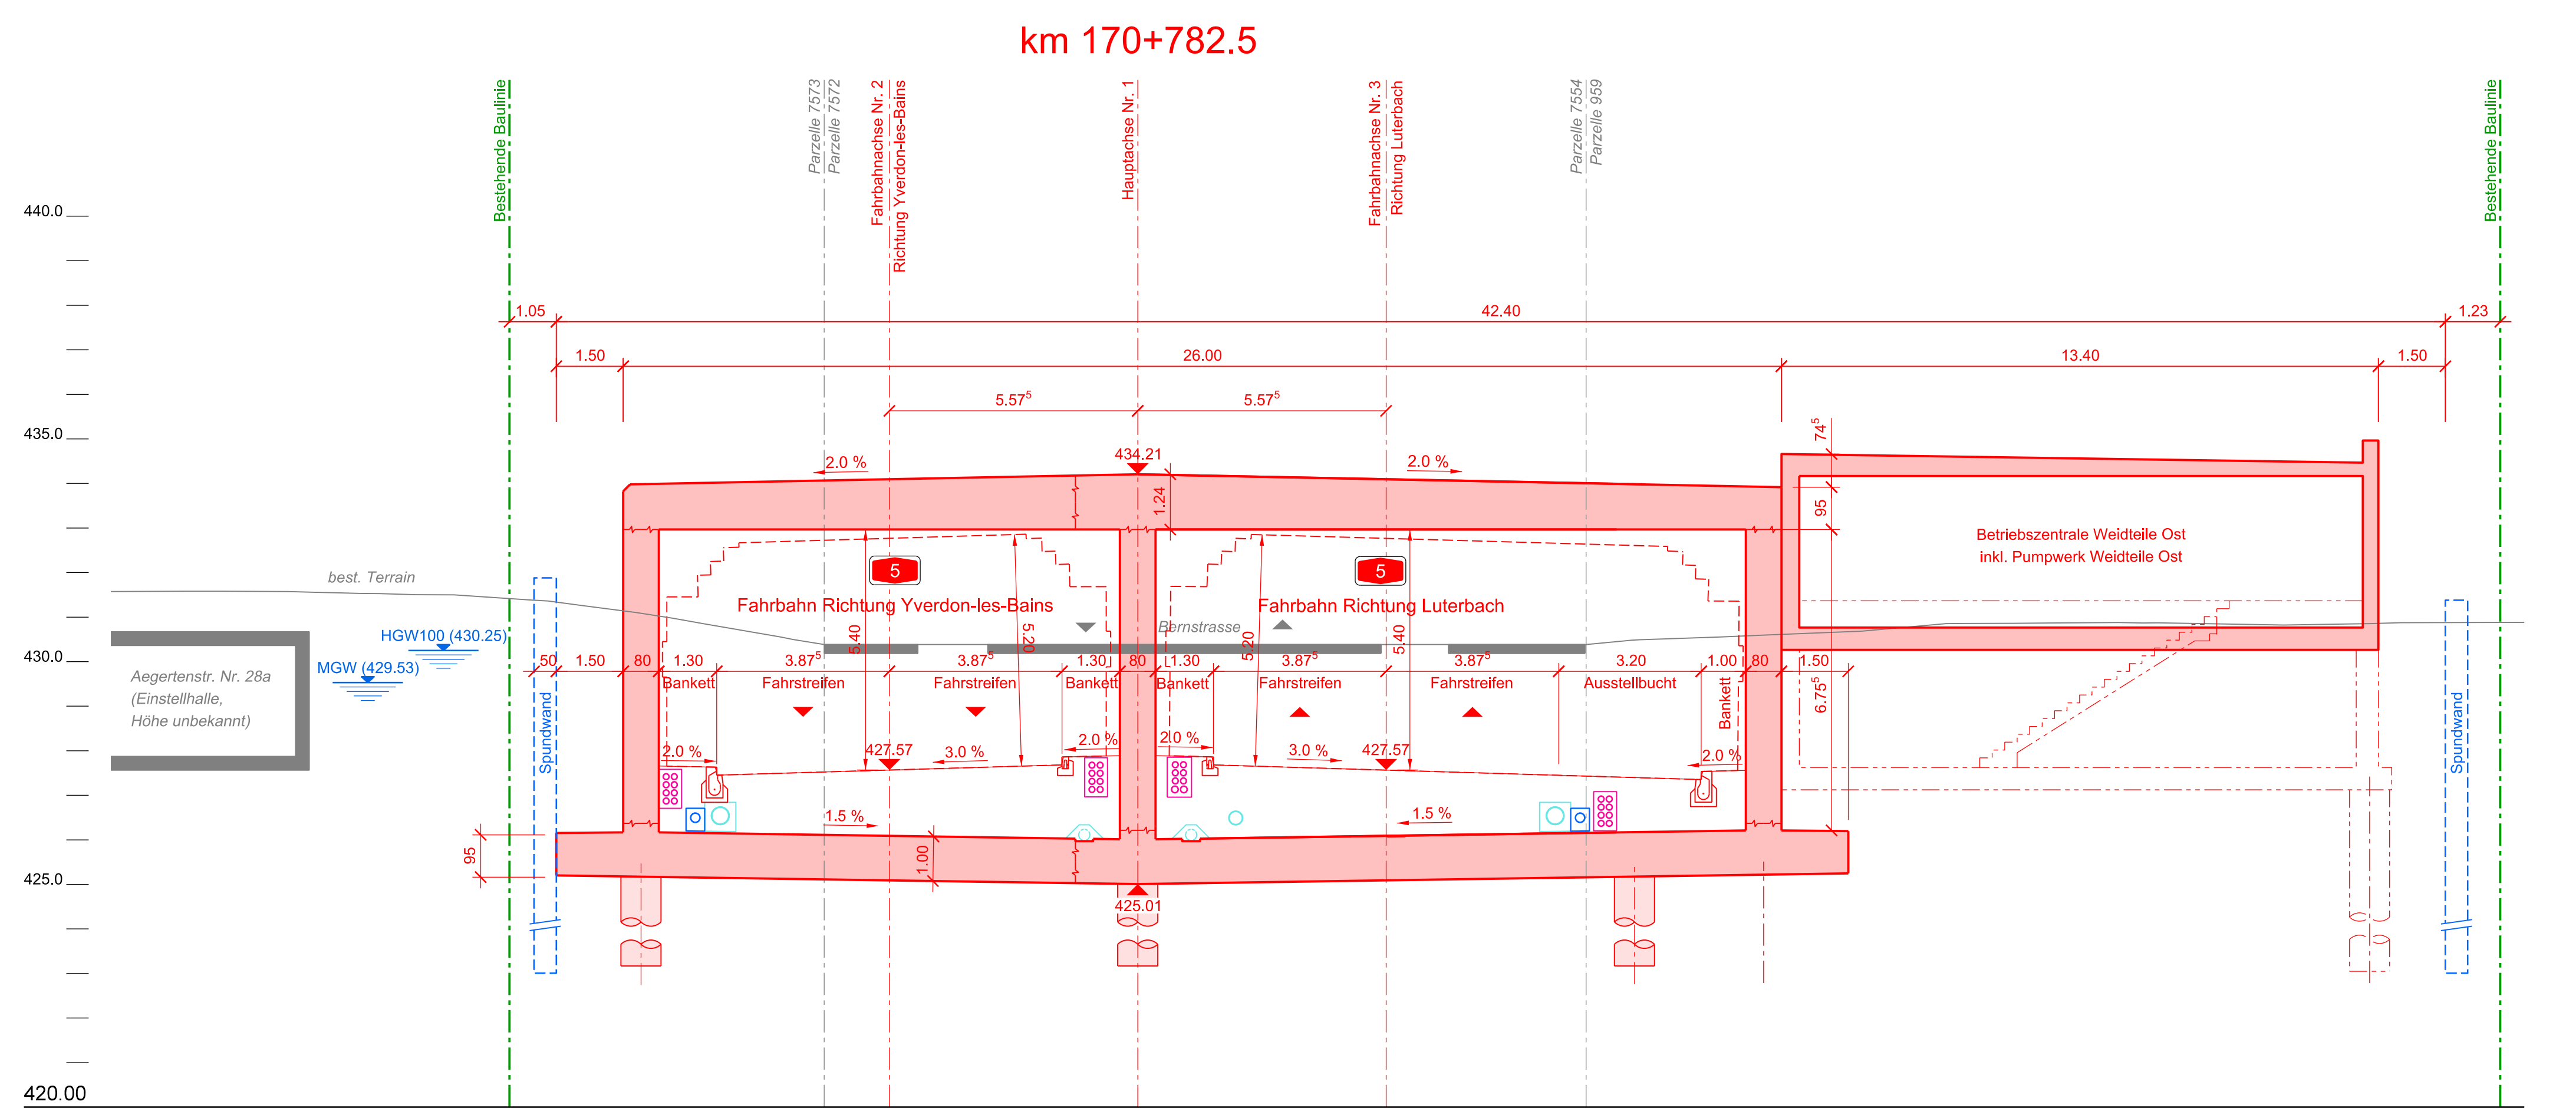 km 170+782.5
Bestehende Baulinie
Parzelle 7573
Parzelle 7572
Fahrbahnachse Nr. 2
Richtung Yverdon-les-Bains
Hauptachse Nr. 1
Fahrbahnachse Nr. 3
Richtung Luterbach
Parzelle 7554
Parzelle 959
Bestehende Baulinie
440.0
1.05
42.40
1.23
1.50
26.00
13.40
1.50
5.57⁵
5.57⁵
435.0
74⁵
434.21
2.0 %
2.0 %
1.24
95
Betriebszentrale Weidteile Ost
inkl. Pumpwerk Weidteile Ost
best. Terrain
5
5
Fahrbahn Richtung Yverdon-les-Bains
Fahrbahn Richtung Luterbach
Bernstrasse
5.40
5.20
5.20
5.40
HGW100 (430.25)
MGW (429.53)
430.0
50
1.50
80
1.30
3.87⁵
3.87⁵
1.30
80
1.30
3.87⁵
3.87⁵
3.20
1.00
80
1.50
Bankett
Fahrstreifen
Fahrstreifen
Bankett
Bankett
Fahrstreifen
Fahrstreifen
Ausstellbucht
Bankett
6.75⁵
Aegertenstr. Nr. 28a
(Einstellhalle,
Höhe unbekannt)
Spundwand
Spundwand
2.0 %
427.57
3.0 %
2.0 %
2.0 %
3.0 %
427.57
2.0 %
1.5 %
1.5 %
95
1.00
425.0
425.01
420.00